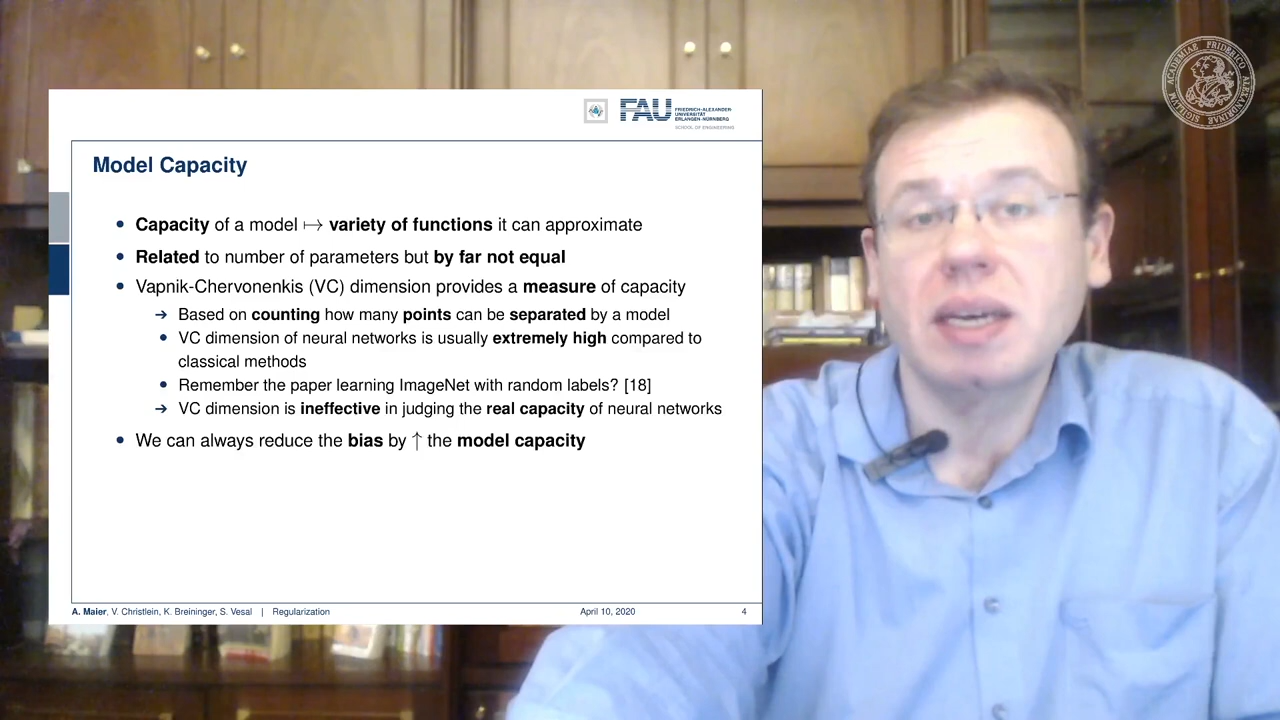 FAU
FRIEDRICH-ALEXANDER
UNIVERSITÄT
ERLANGEN-NÜRNBERG
SCHOOL OF ENGINEERING
Model Capacity
• Capacity of a model ↦ variety of functions it can approximate
• Related to number of parameters but by far not equal
• Vapnik-Chervonenkis (VC) dimension provides a measure of capacity
→ Based on counting how many points can be separated by a model
• VC dimension of neural networks is usually extremely high compared to
classical methods
• Remember the paper learning ImageNet with random labels? [18]
→ VC dimension is ineffective in judging the real capacity of neural networks
• We can always reduce the bias by ↑ the model capacity
A. Maier, V. Christlein, K. Breininger, S. Vesal | Regularization
April 10, 2020
4
SIGILLVM ACADEMIAE FRIDERICO ALEXANDRINAE